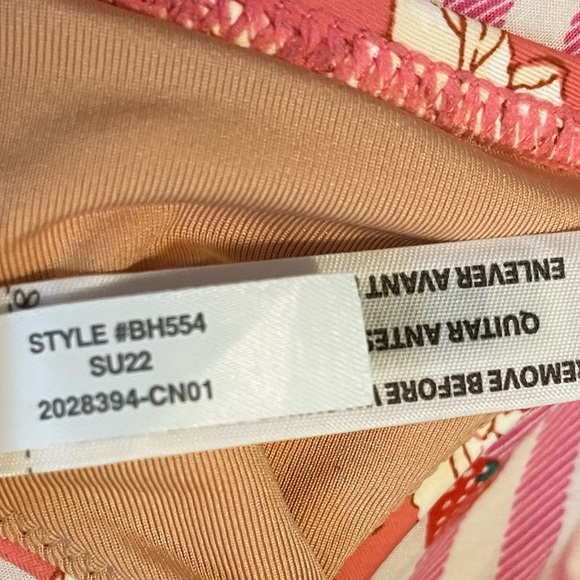 STYLE #BH554
SU22
2028394-CN01
REMOVE BEFORE
QUITAR ANTES
ENLEVER AVANT